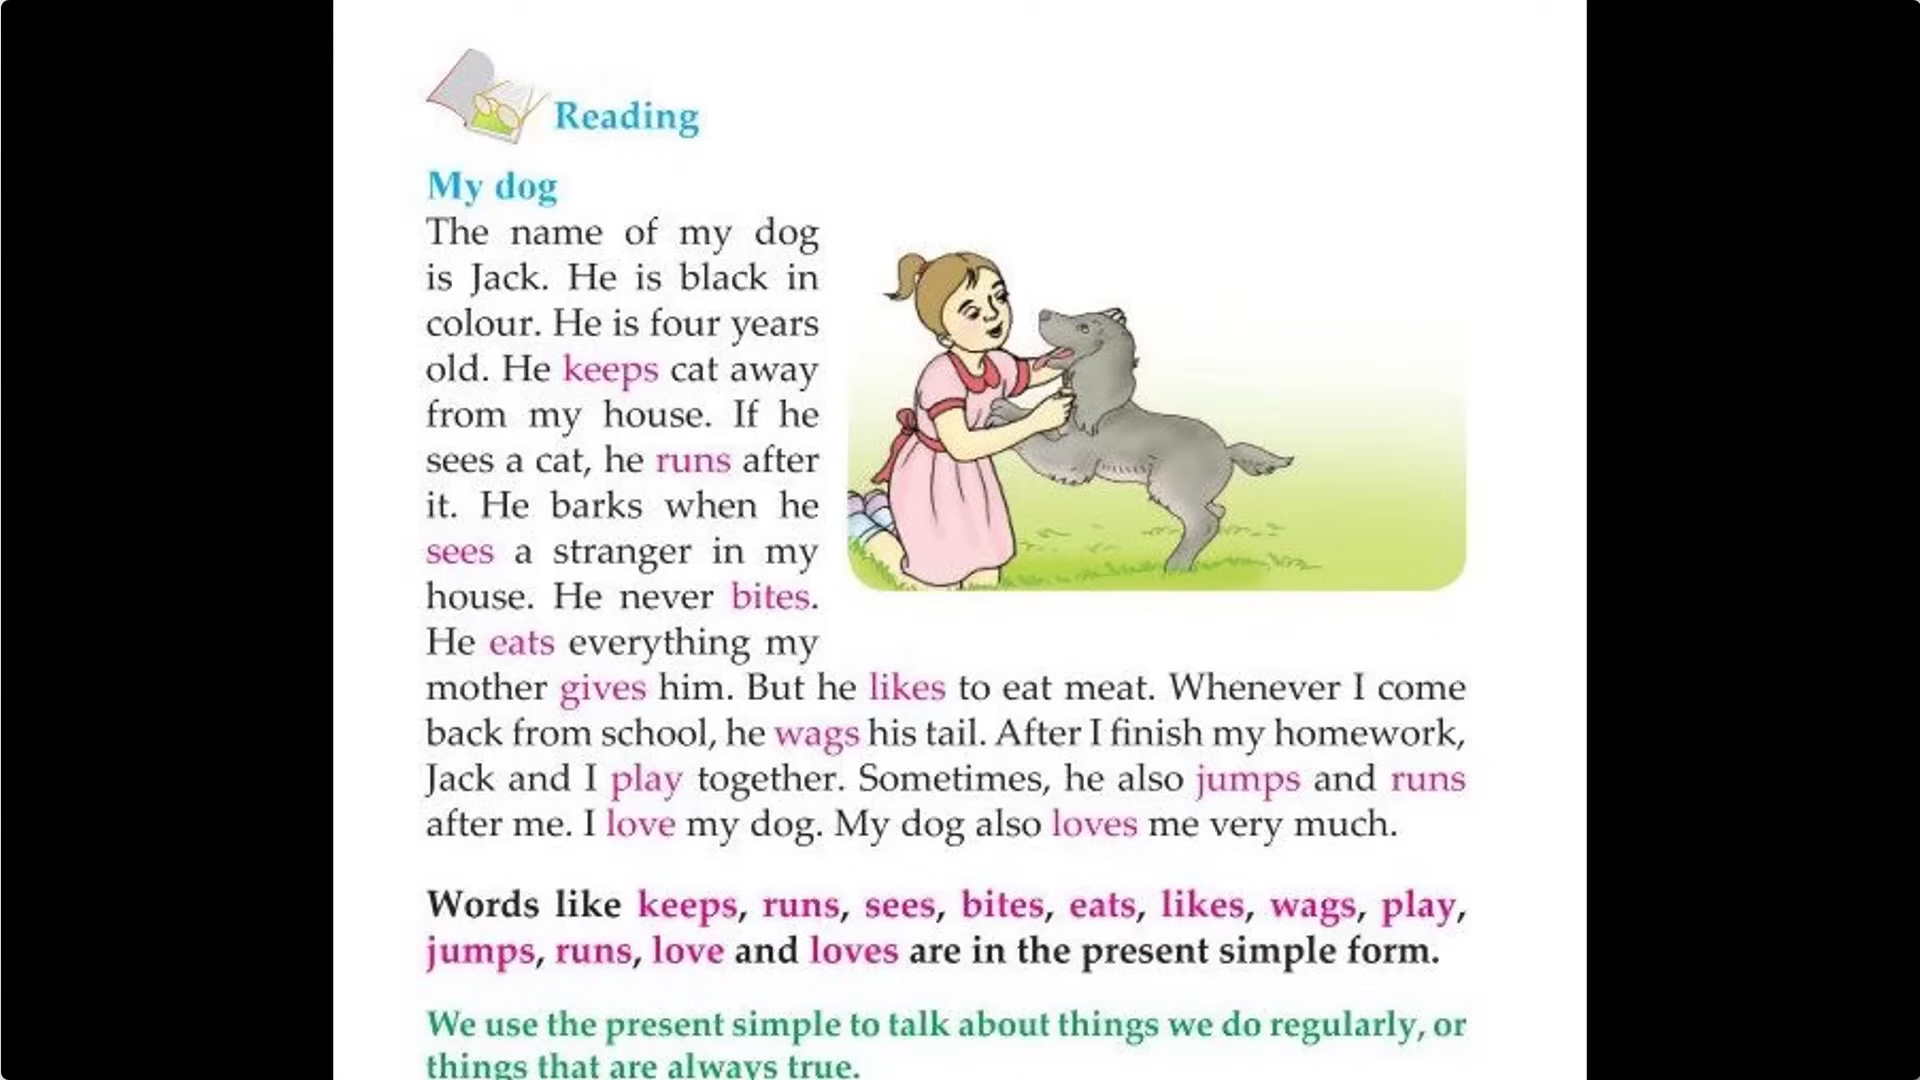 Reading
My dog
The name of my dog
is Jack. He is black in
colour. He is four years
old. He keeps cat away
from my house. If he
sees a cat, he runs after
it. He barks when he
sees a stranger in my
house. He never bites.
He eats everything my
mother gives him. But he likes to eat meat. Whenever I come
back from school, he wags his tail. After I finish my homework,
Jack and I play together. Sometimes, he also jumps and runs
after me. I love my dog. My dog also loves me very much.
Words like keeps, runs, sees, bites, eats, likes, wags, play,
jumps, runs, love and loves are in the present simple form.
We use the present simple to talk about things we do regularly, or
things that are always true.